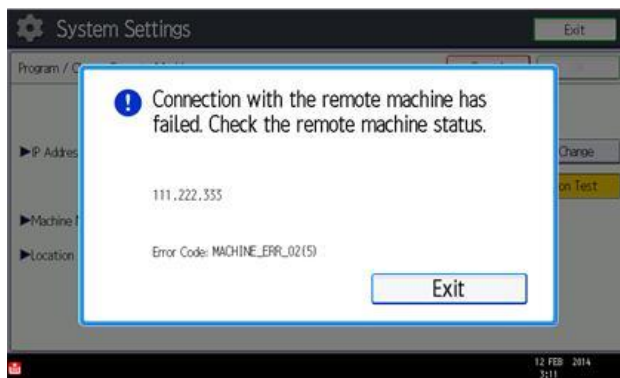 System Settings
Exit
Program / C
Connection with the remote machine has
failed. Check the remote machine status.
►IP Addres
Change
on Test
111.222.333
►Machine
►Location
Error Code: MACHINE_ERR_02(5)
Exit
12 FEB 2014
3:11